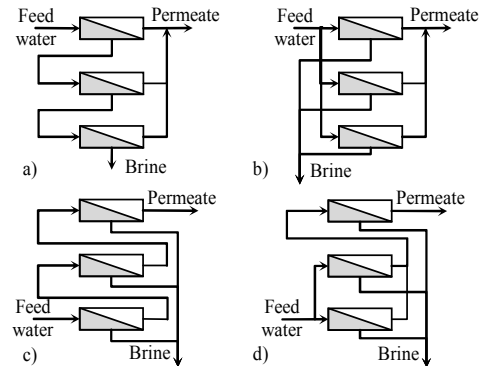 Feed
water
Permeate
a)
Brine
Feed
water
Permeate
b)
Brine
Permeate
Feed
water
c)
Brine
Permeate
Feed
water
d)
Brine